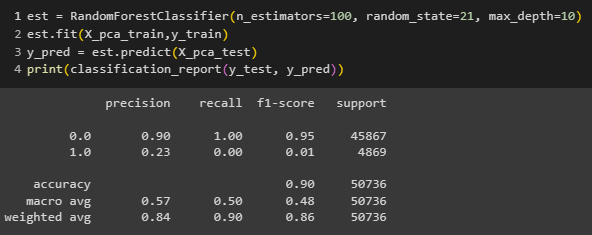 1 est = RandomForestClassifier(n_estimators=100, random_state=21, max_depth=10)
2 est.fit(X_pca_train,y_train)
3 y_pred = est.predict(X_pca_test)
4 print(classification_report(y_test, y_pred))
precision recall f1-score support
0.0 0.90 1.00 0.95 45867
1.0 0.23 0.00 0.01 4869
accuracy 0.90 50736
macro avg 0.57 0.50 0.48 50736
weighted avg 0.84 0.90 0.86 50736